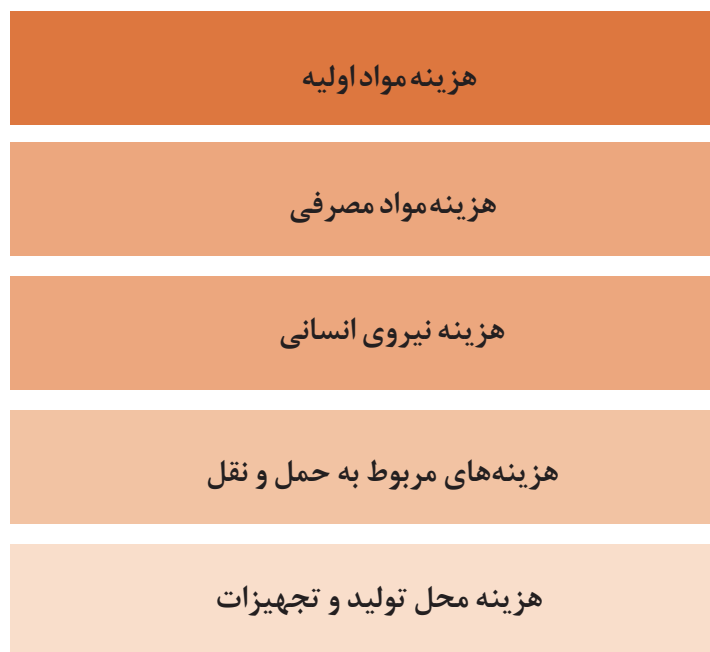 هزینه مواد اولیه
هزینه مواد مصرفی
هزینه نیروی انسانی
هزینه‌های مربوط به حمل و نقل
هزینه محل تولید و تجهیزات